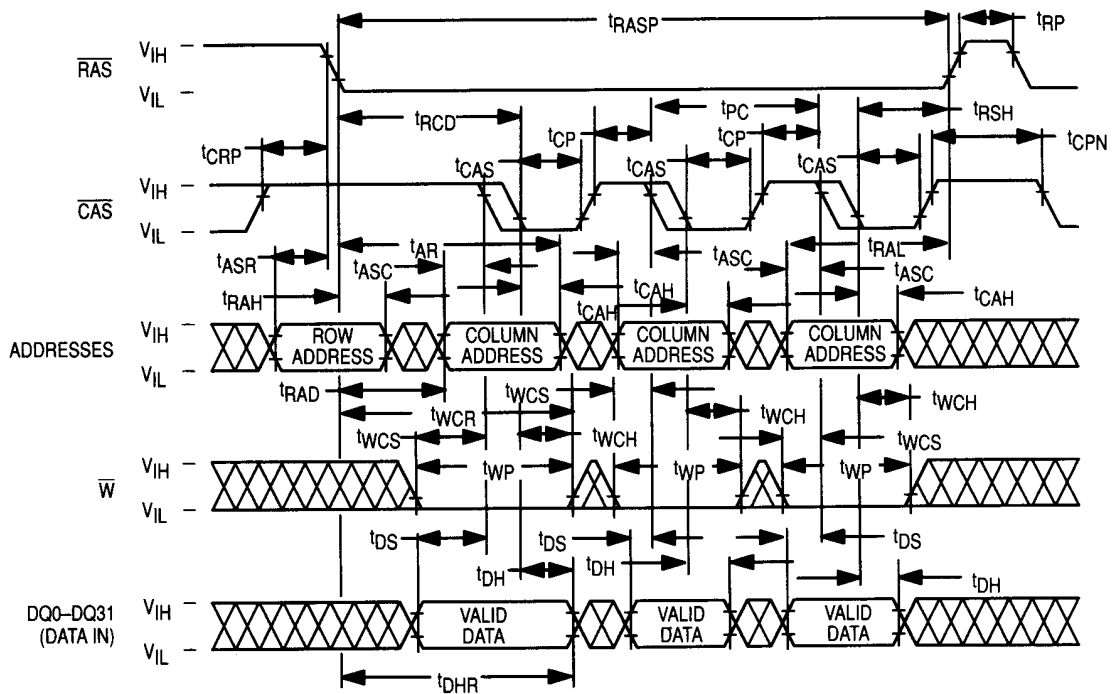 tRASP
tRP
VIH
RAS
VIL
tRCD
tCP
tPC
tCP
tRSH
tCRP
tCAS
tCAS
tCAS
tCPN
VIH
CAS
VIL
tASR
tAR
tASC
tASC
tRAL
tASC
tRAH
tCAH
tCAH
tCAH
ADDRESSES
VIH
VIL
ROW ADDRESS
COLUMN ADDRESS
COLUMN ADDRESS
COLUMN ADDRESS
tRAD
tWCS
tWCR
tWCS
tWCH
tWCH
tWCH
tWCS
VIH
W
VIL
tWP
tWP
tWP
tDS
tDS
tDS
tDH
tDH
tDH
DQ0–DQ31
(DATA IN)
VIH
VIL
VALID DATA
VALID DATA
VALID DATA
tDHR